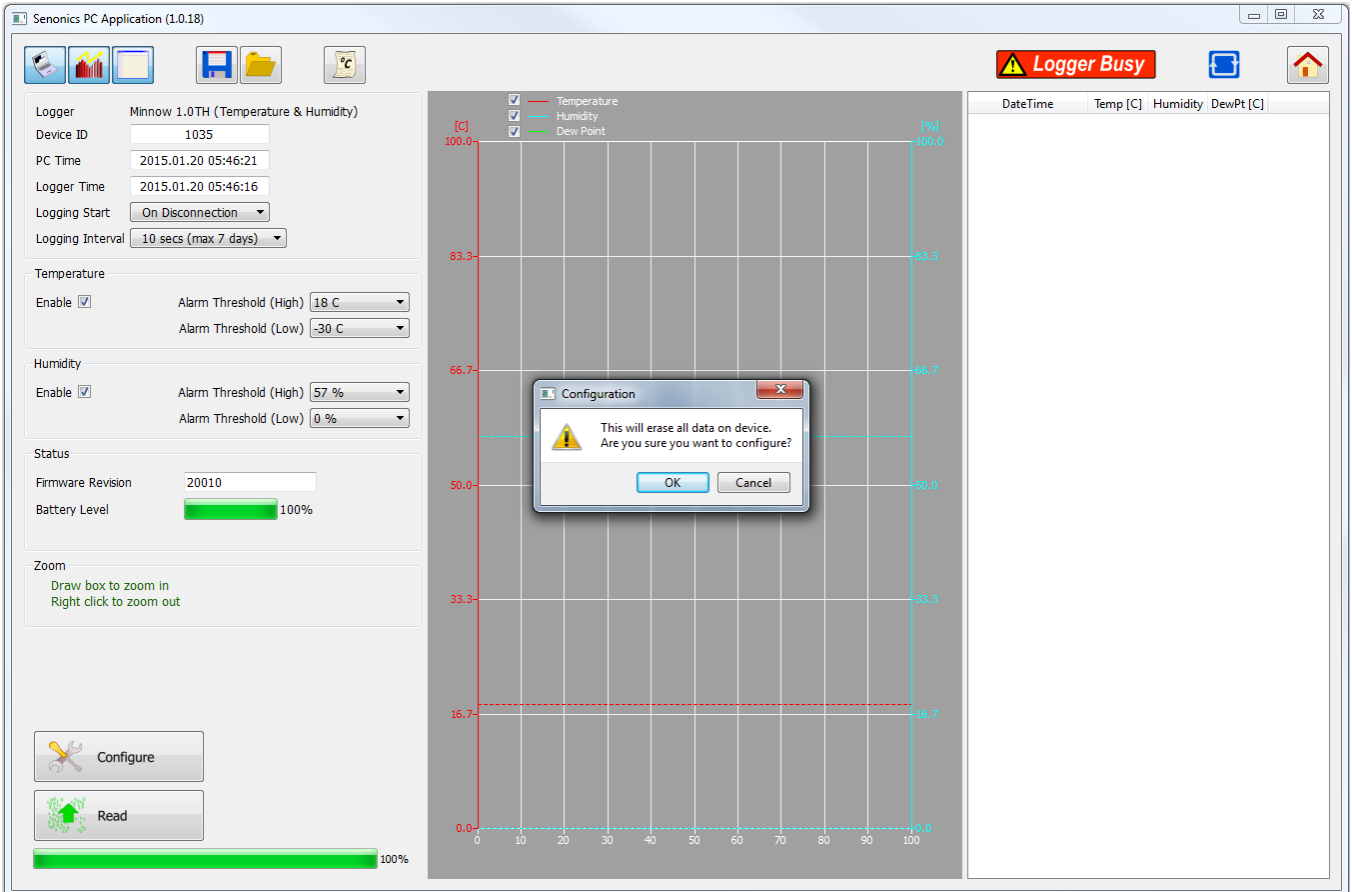 Senonics PC Application (1.0.18)
°C
Logger Busy
Logger Minnow 1.0TH (Temperature & Humidity)
Device ID 1035
PC Time 2015.01.20 05:46:21
Logger Time 2015.01.20 05:46:16
Logging Start On Disconnection
Logging Interval 10 secs (max 7 days)
Temperature
Enable Alarm Threshold (High) 18 C
Alarm Threshold (Low) -30 C
Humidity
Enable Alarm Threshold (High) 57 %
Alarm Threshold (Low) 0 %
Status
Firmware Revision 20010
Battery Level 100%
Zoom
Draw box to zoom in
Right click to zoom out
Configure
Read
100%
Temperature
Humidity
Dew Point
[C] [%]
100.0 100.0
83.3 83.3
66.7 66.7
50.0 50.0
33.3 33.3
16.7 16.7
0.0 0.0
0 10 20 30 40 50 60 70 80 90 100
Configuration
This will erase all data on device.
Are you sure you want to configure?
OK Cancel
DateTime Temp [C] Humidity DewPt [C]